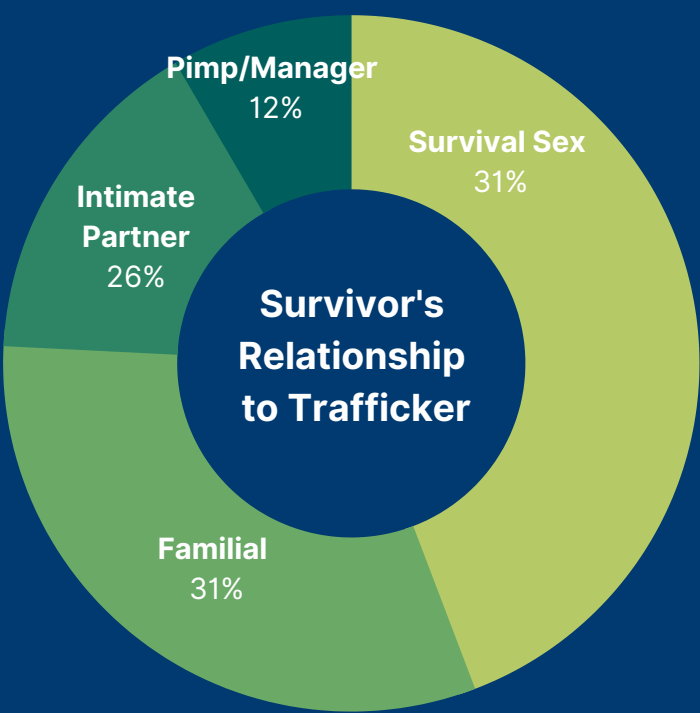 Pimp/Manager
12%
Survival Sex
31%
Intimate
Partner
26%
Survivor's
Relationship
to Trafficker
Familial
31%